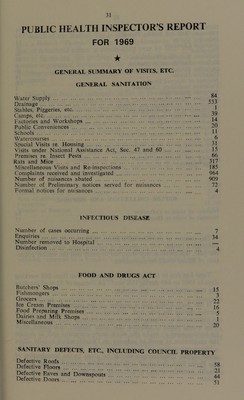 31
PUBLIC HEALTH INSPECTOR'S REPORT
FOR 1969
★
GENERAL SUMMARY OF VISITS, ETC.
GENERAL SANITATION
Water Supply 84
Drainage 553
Stables, Piggeries, etc. 1
Camps, etc. 39
Factories and Workshops 14
Public Conveniences 20
Schools 11
Watercourses 6
Special Visits re. Housing 31
Visits under National Assistance Act, Sec. 47 and 60 15
Premises re. Insect Pests 66
Rats and Mice 317
Miscellaneous Visits and Re-inspections 384
Complaints received and investigated 964
Number of nuisances abated 909
Number of Preliminary notices served for nuisances 72
Formal notices for nuisances 4
INFECTIOUS DISEASE
Number of cases occurring 7
Enquiries 34
Number removed to Hospital —
Disinfection 4
FOOD AND DRUGS ACT
Butchers' Shops 15
Fishmongers 5
Grocers 22
Ice Cream Premises 16
Food Preparing Premises 5
Dairies and Milk Shops 1
Miscellaneous 20
SANITARY DEFECTS, ETC., INCLUDING COUNCIL PROPERTY
Defective Roofs 58
Defective Floors 21
Defective Eaves and Downspouts 44
Defective Doors 51